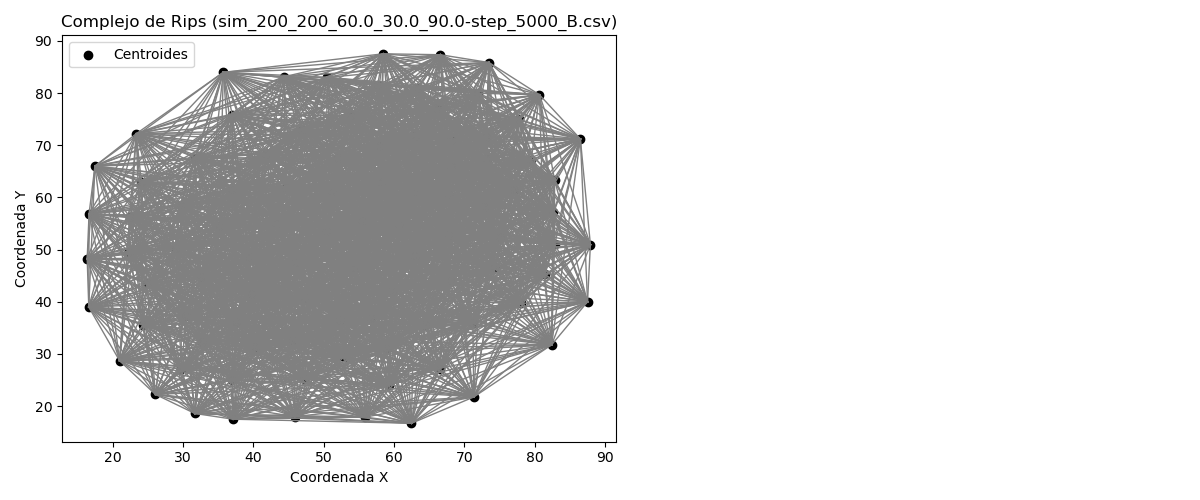 Complejo de Rips (sim_200_200_60.0_30.0_90.0-step_5000_B.csv)
Centroides
90
80
70
60
50
40
30
20
Coordenada Y
20 30 40 50 60 70 80 90
Coordenada X